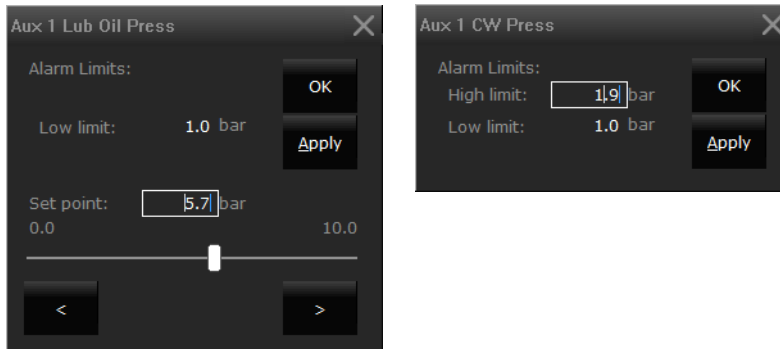 Aux 1 Lub Oil Press
Alarm Limits:
OK
Low limit: 1.0 bar
Apply
Set point: 5.7 bar
0.0 10.0
< >
Aux 1 CW Press
Alarm Limits:
High limit: 1.9 bar
OK
Low limit: 1.0 bar
Apply